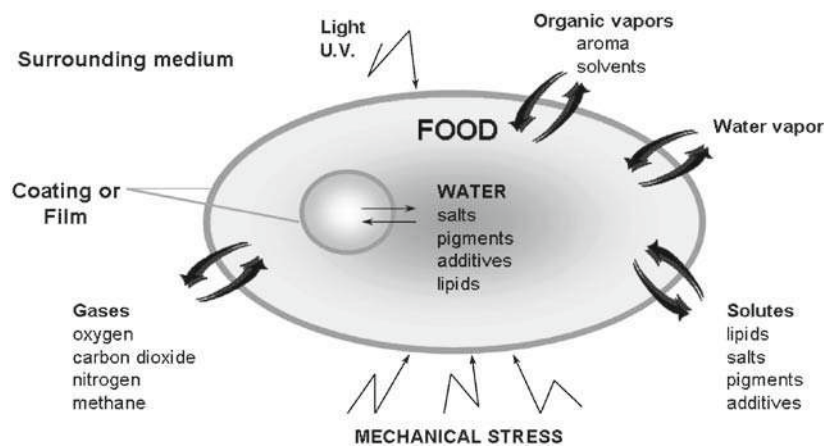 Light
U.V.
Organic vapors
aroma
solvents
Surrounding medium
FOOD
Water vapor
Coating or
Film
WATER
salts
pigments
additives
lipids
Gases
oxygen
carbon dioxide
nitrogen
methane
Solutes
lipids
salts
pigments
additives
MECHANICAL STRESS